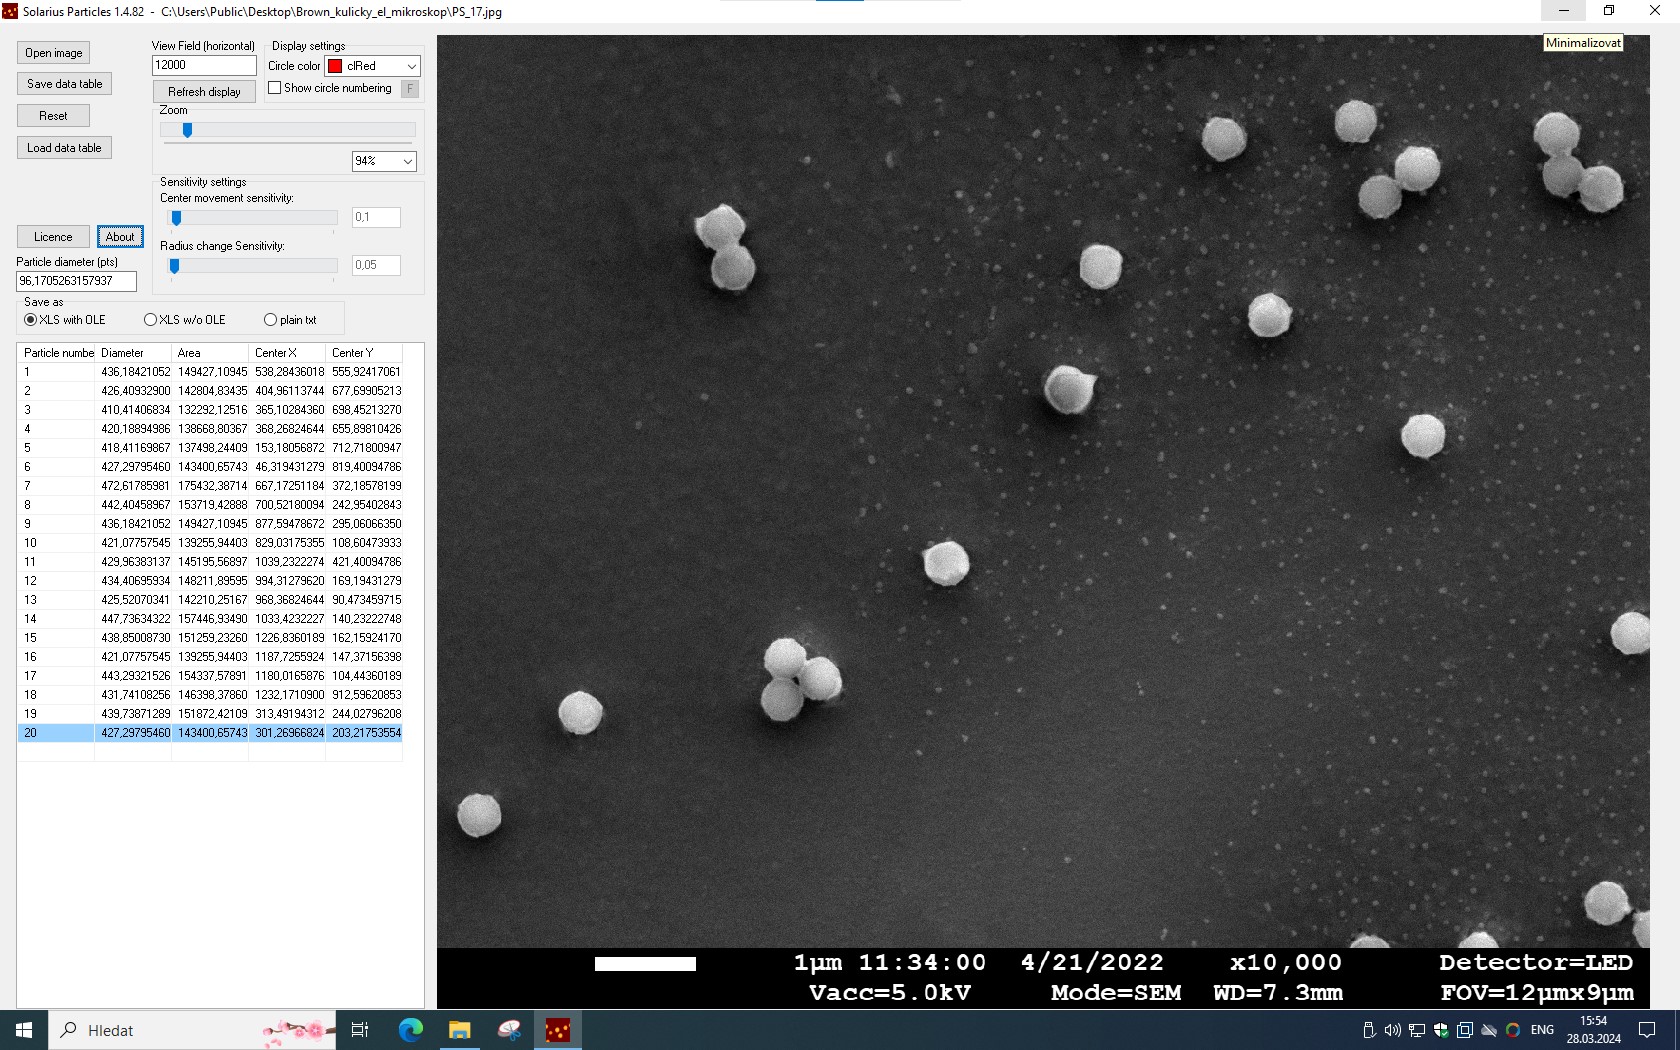 Solarius Particles 1.4.82 - C:\Users\Public\Desktop\Brown_kulicky_el_mikroskop\PS_17.jpg
Minimalizovat
Open image
Save data table
Reset
Load data table
View Field (horizontal)
12000
Refresh display
Display settings
Circle color clRed
Show circle numbering F
Zoom
94%
Sensitivity settings
Center movement sensitivity:
0,1
Radius change Sensitivity:
0,05
Licence About
Particle diameter (pts)
96,1705263157937
Save as
XLS with OLE XLS w/o OLE plain txt
Particle numbe Diameter Area Center X Center Y
1 436,18421052 149427,10945 538,28436018 555,92417061
2 426,40932900 142804,83435 404,96113744 677,69905213
3 410,41406834 132292,12516 365,10284360 698,45213270
4 420,18894986 138668,80367 368,26824644 655,89810426
5 418,41169867 137498,24409 153,18056872 712,71800947
6 427,29795460 143400,65743 46,319431279 819,40094786
7 472,61785981 175432,38714 667,17251184 372,18578199
8 442,40458967 153719,42888 700,52180094 242,95402843
9 436,18421052 149427,10945 877,59478672 295,06066350
10 421,07757545 139255,94403 829,03175355 108,60473933
11 429,96383137 145195,56897 1039,2322274 421,40094786
12 434,40695934 148211,89595 994,31279620 169,19431279
13 425,52070341 142210,25167 968,36824644 90,473459715
14 447,73634322 157446,93490 1033,4232227 140,23222748
15 438,85008730 151259,23260 1226,8360189 162,15924170
16 421,07757545 139255,94403 1187,7255924 147,37156398
17 443,29321526 154337,57891 1180,0165876 104,44360189
18 431,74108256 146398,37860 1232,1710900 912,59620853
19 439,73871289 151872,42109 313,49194312 244,02796208
20 427,29795460 143400,65743 301,26966824 203,21753554
1µm 11:34:00 4/21/2022 x10,000 Detector=LED
Vacc=5.0kV Mode=SEM WD=7.3mm FOV=12µmx9µm
Hledat
ENG
15:54
28.03.2024